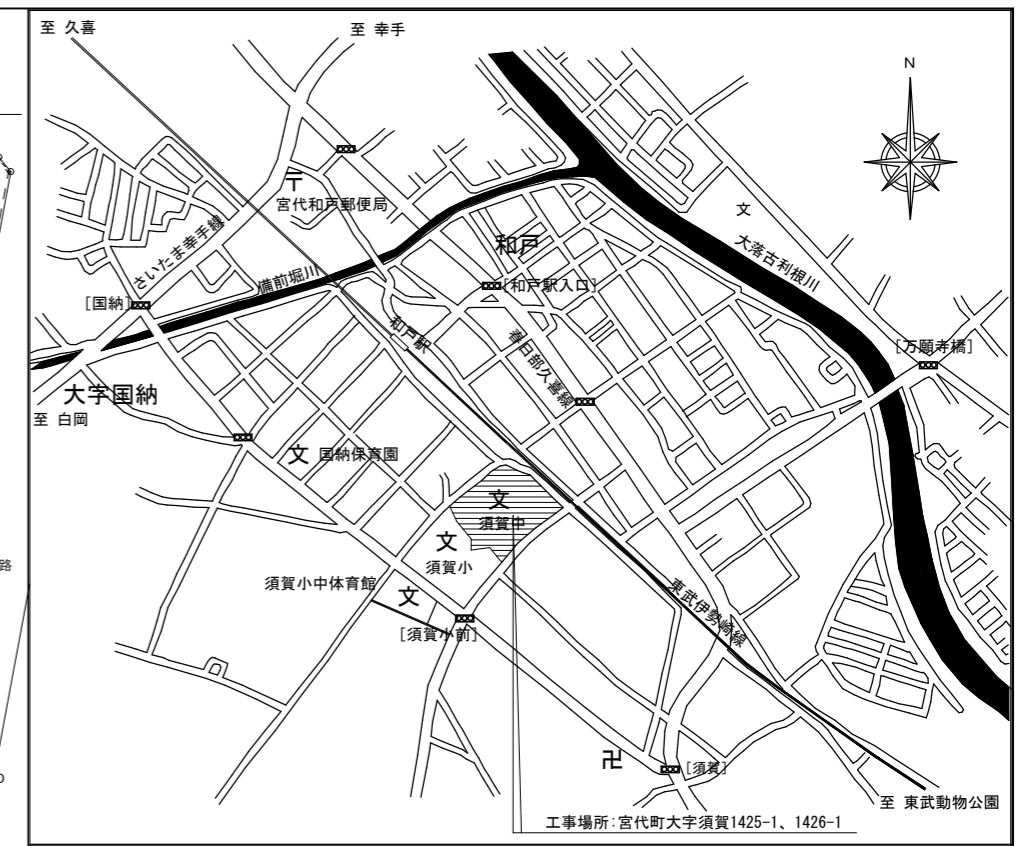 至 久喜
至 幸手
N
〒
宮代和戸郵便局
文
さいたま幸手線
和戸
大落古利根川
備前堀川
[国納]
[和戸駅入口]
和戸駅
春日部久喜線
[万願寺橋]
大字国納
至 白岡
文 国納保育園
文
須賀中
文
須賀小
路
須賀小中体育館
文
[須賀小前]
東武伊勢崎線
卍
[須賀]
至 東武動物公園
工事場所:宮代町大字須賀1425-1、1426-1